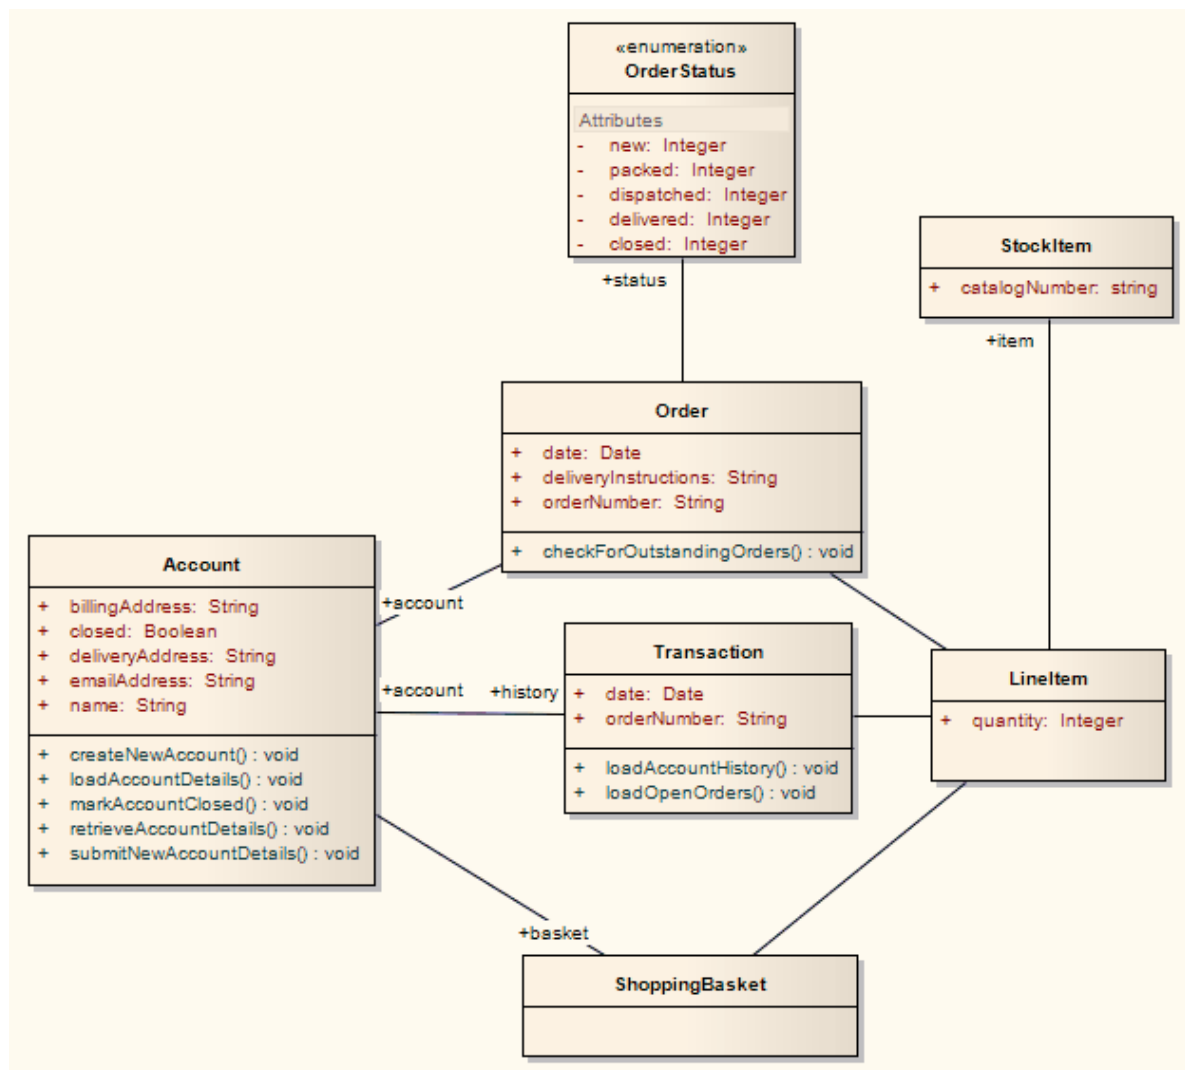 «enumeration»
OrderStatus
Attributes
- new: Integer
- packed: Integer
- dispatched: Integer
- delivered: Integer
- closed: Integer
+status
StockItem
+ catalogNumber: string
+item
Order
+ date: Date
+ deliveryInstructions: String
+ orderNumber: String
+ checkForOutstandingOrders() : void
Account
+ billingAddress: String
+ closed: Boolean
+ deliveryAddress: String
+ emailAddress: String
+ name: String
+ createNewAccount() : void
+ loadAccountDetails() : void
+ markAccountClosed() : void
+ retrieveAccountDetails() : void
+ submitNewAccountDetails() : void
+account
+account
+history
Transaction
+ date: Date
+ orderNumber: String
+ loadAccountHistory() : void
+ loadOpenOrders() : void
LineItem
+ quantity: Integer
+basket
ShoppingBasket